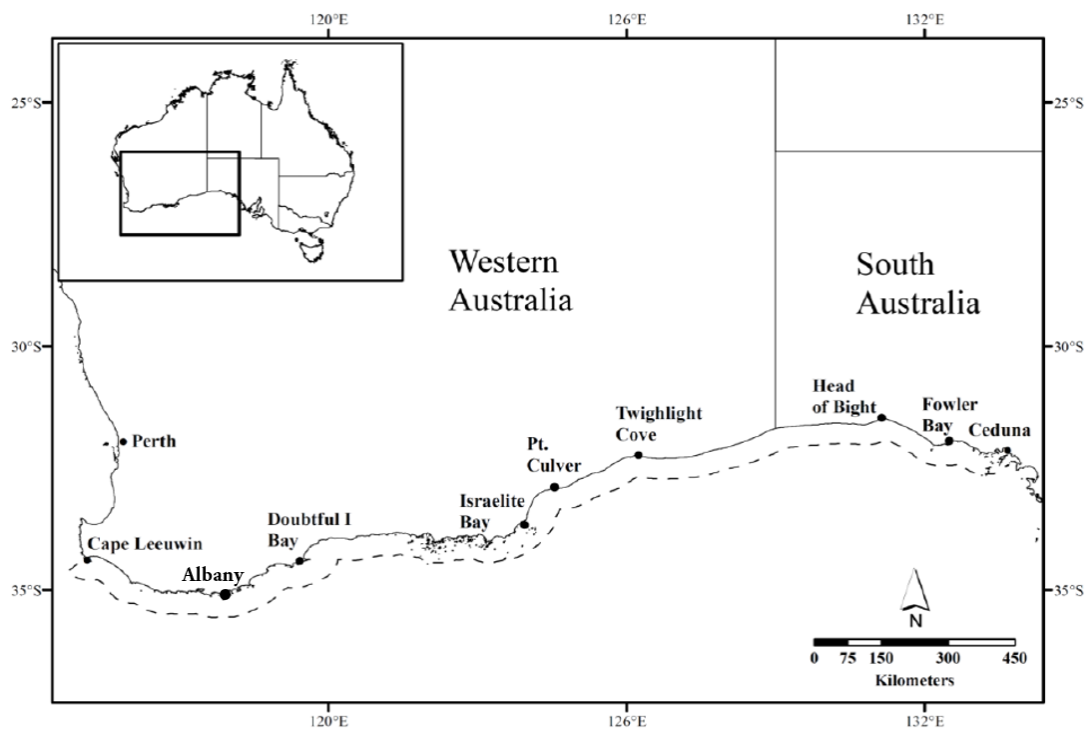 120°E
126°E
132°E
25°S
25°S
Western
Australia
South
Australia
30°S
30°S
Head
of Bight
Fowler
Bay
Ceduna
Twighlight
Cove
Perth
Pt.
Culver
Israelite
Bay
Doubtful I
Bay
Cape Leeuwin
Albany
35°S
35°S
N
0 75 150 300 450
Kilometers
120°E
126°E
132°E